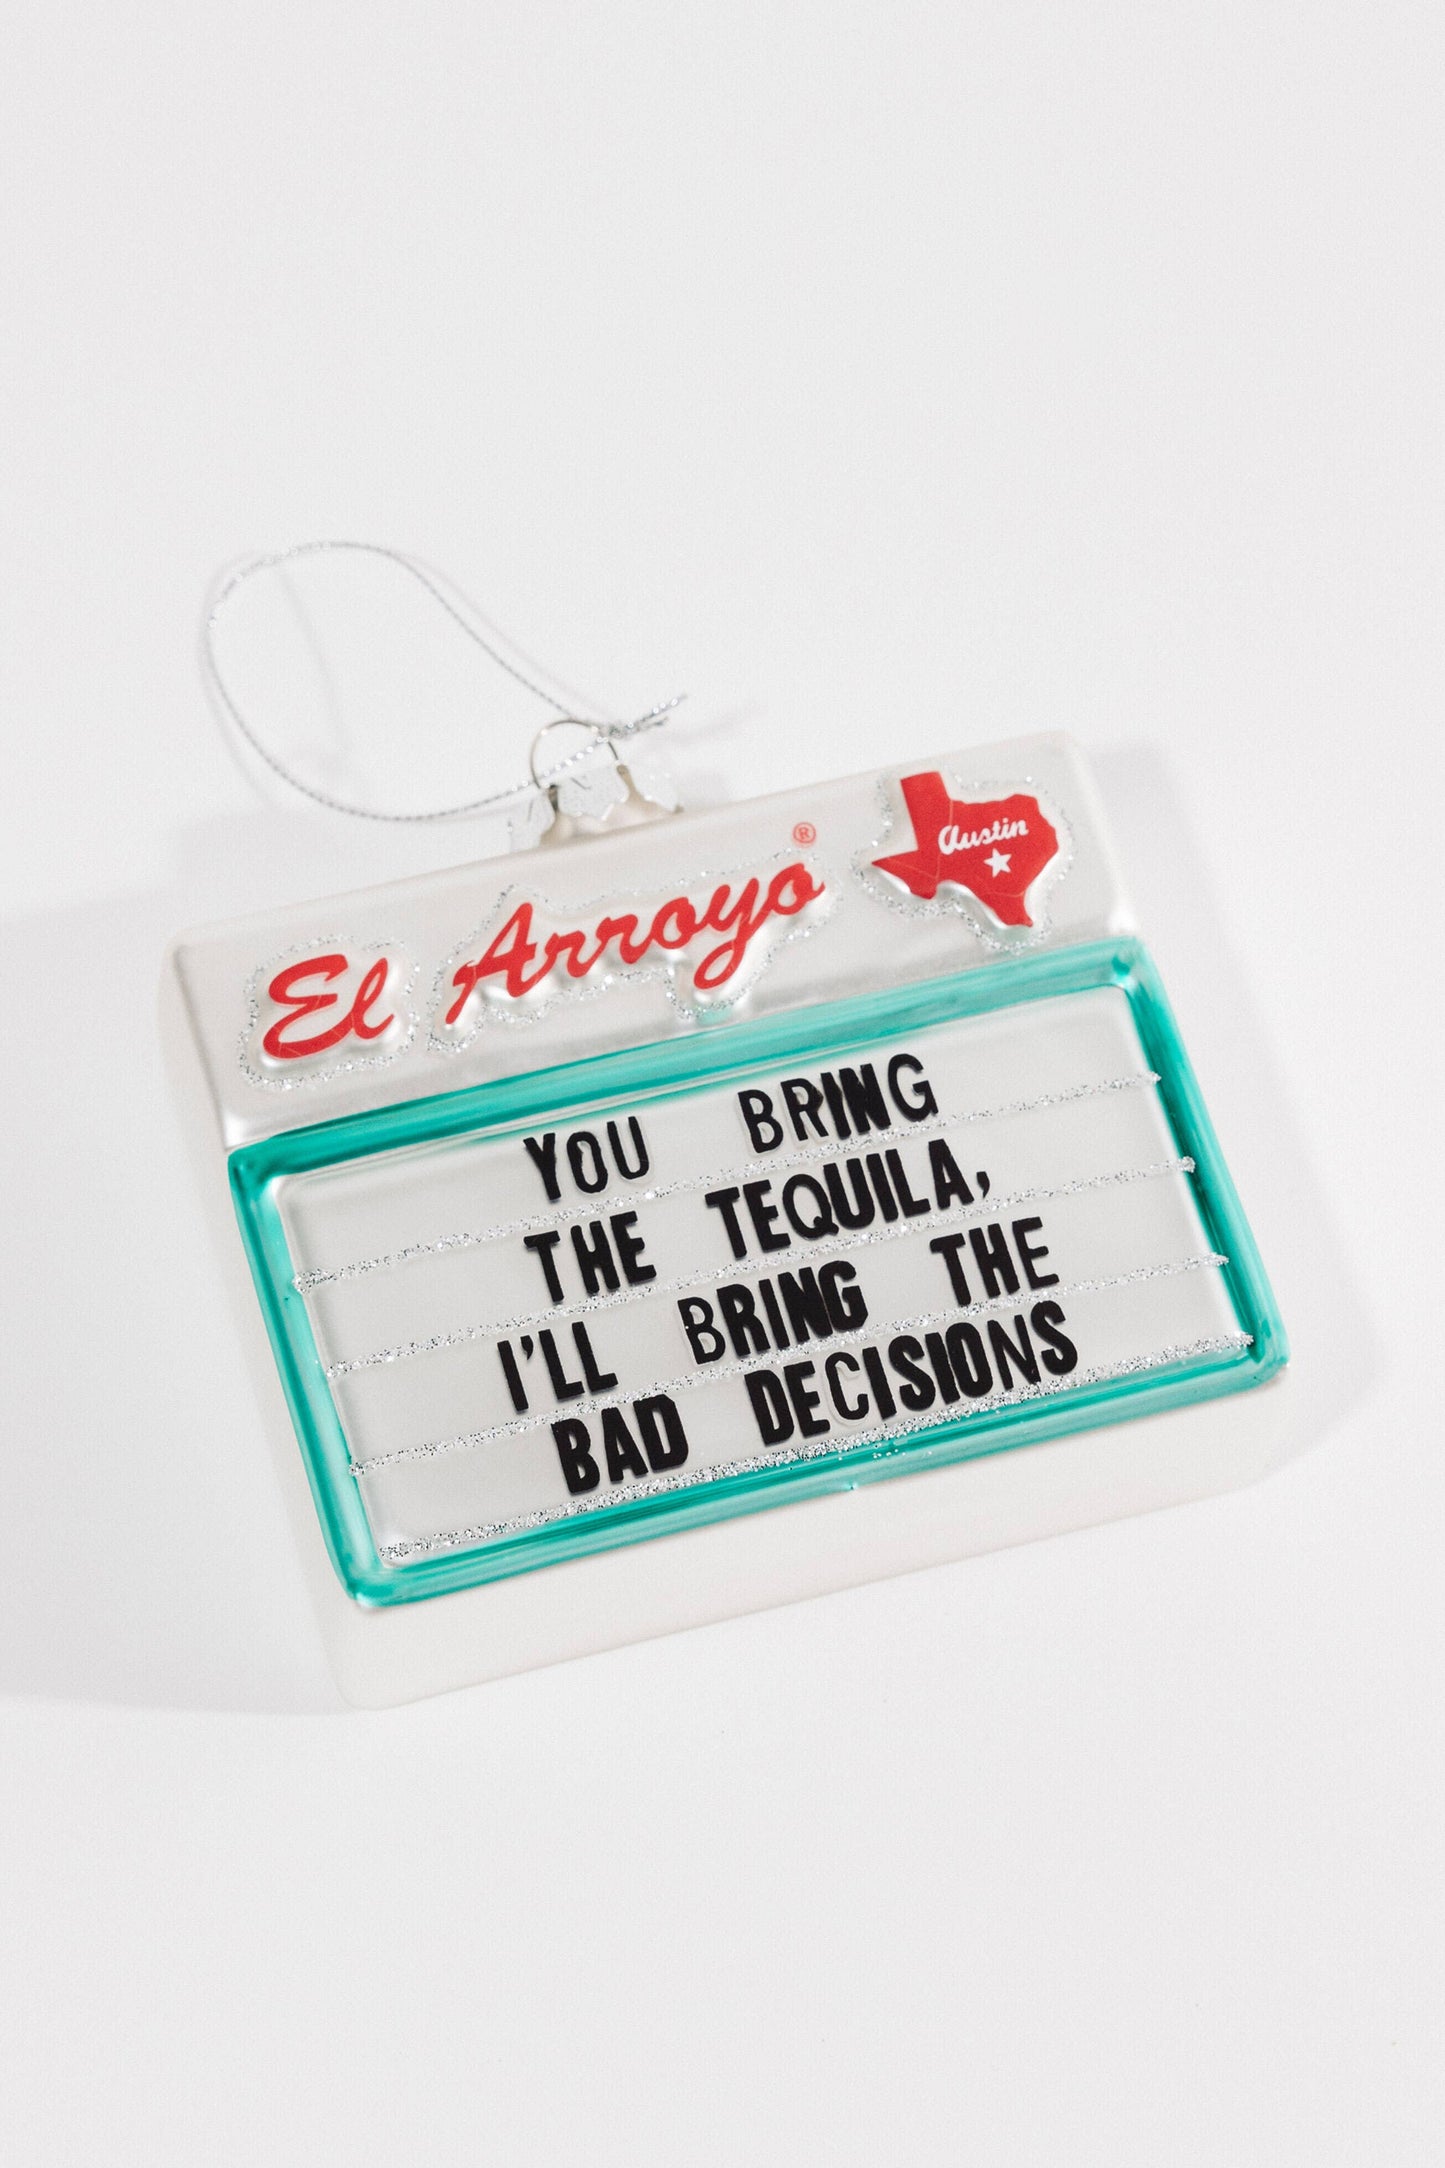 El Arroyo®
Austin
YOU BRING
THE TEQUILA,
I'LL BRING THE
BAD DECISIONS